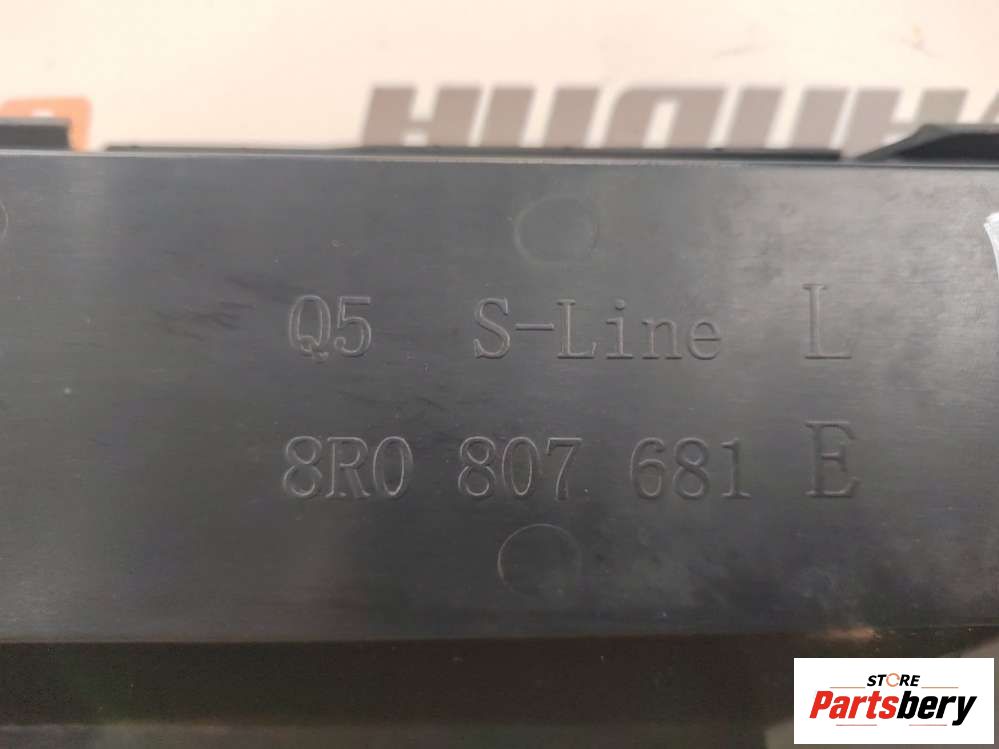 Q5 S-Line L
8R0 807 681 E
STORE
Partsbery